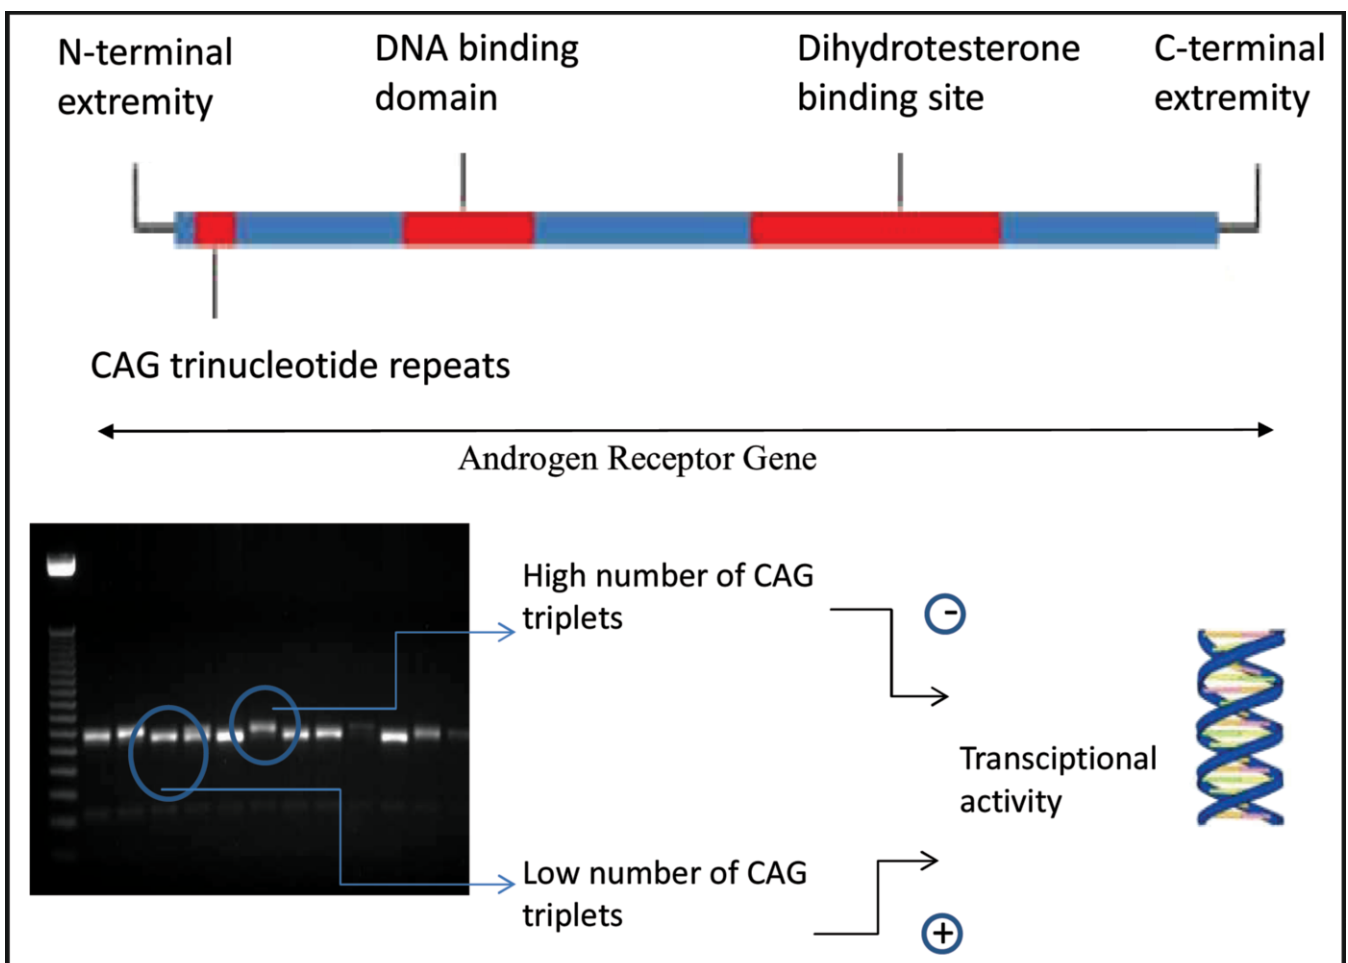 N-terminal
extremity
DNA binding
domain
Dihydrotesterone
binding site
C-terminal
extremity
CAG trinucleotide repeats
Androgen Receptor Gene
High number of CAG
triplets
-
Transciptional
activity
Low number of CAG
triplets
+